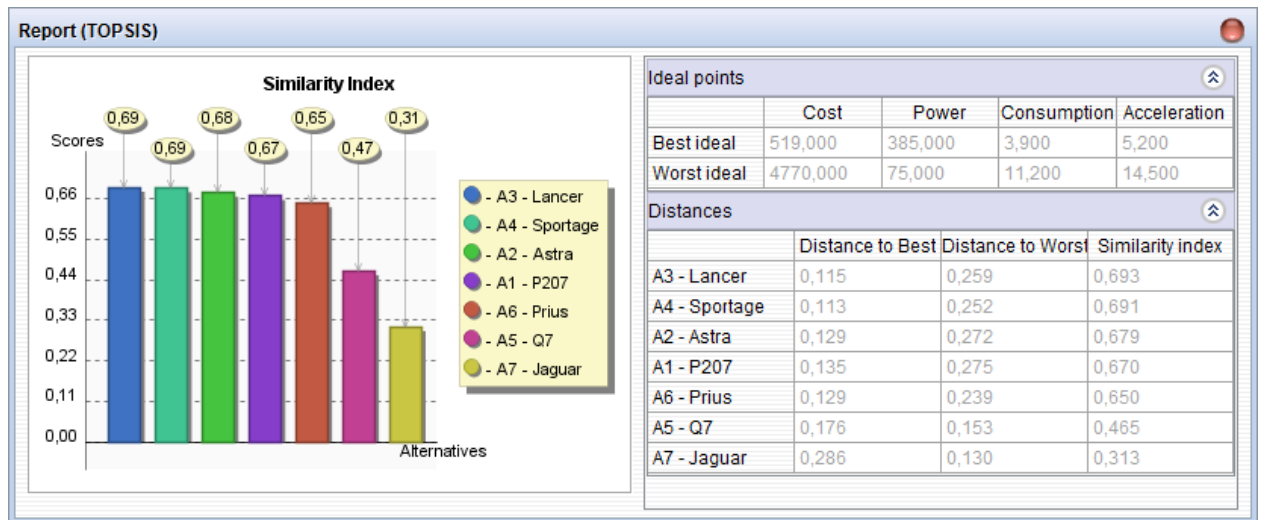 Report (TOPSIS)
Similarity Index
0,69 0,68 0,65 0,31
0,69 0,67 0,47
Scores
0,66
0,55
0,44
0,33
0,22
0,11
0,00
Alternatives
- A3 - Lancer
- A4 - Sportage
- A2 - Astra
- A1 - P207
- A6 - Prius
- A5 - Q7
- A7 - Jaguar
Ideal points
Cost Power Consumption Acceleration
Best ideal 519,000 385,000 3,900 5,200
Worst ideal 4770,000 75,000 11,200 14,500
Distances
Distance to Best Distance to Worst Similarity index
A3 - Lancer 0,115 0,259 0,693
A4 - Sportage 0,113 0,252 0,691
A2 - Astra 0,129 0,272 0,679
A1 - P207 0,135 0,275 0,670
A6 - Prius 0,129 0,239 0,650
A5 - Q7 0,176 0,153 0,465
A7 - Jaguar 0,286 0,130 0,313